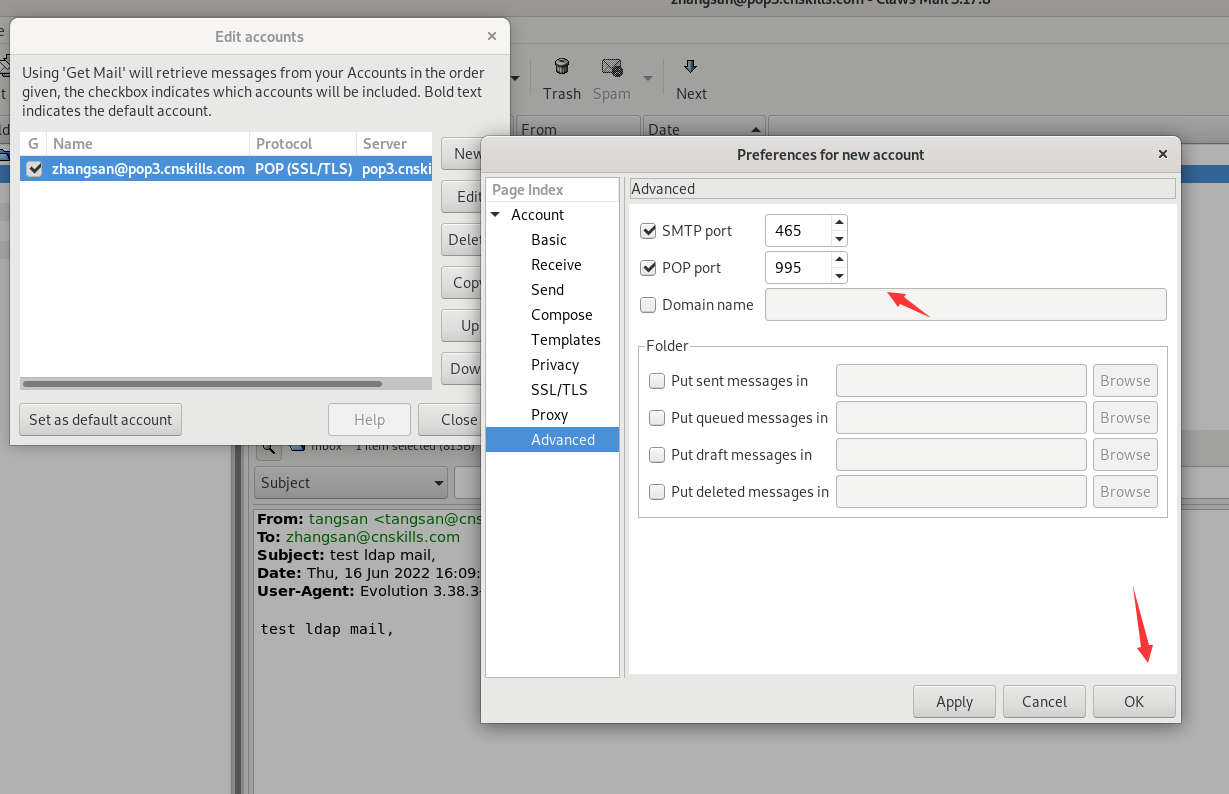 zhangsan@pop3.cnskills.com - Claws Mail 3.17.8
Edit accounts
Using 'Get Mail' will retrieve messages from your Accounts in the order
given, the checkbox indicates which accounts will be included. Bold text
indicates the default account.
G Name Protocol Server
zhangsan@pop3.cnskills.com POP (SSL/TLS) pop3.cnski
New
Edit
Delet
Copy
Up
Dow
Set as default account Help Close
Trash Spam Next
From Date
Preferences for new account
Page Index
Account
Basic
Receive
Send
Compose
Templates
Privacy
SSL/TLS
Proxy
Advanced
Advanced
SMTP port 465
POP port 995
Domain name
Folder
Put sent messages in Browse
Put queued messages in Browse
Put draft messages in Browse
Put deleted messages in Browse
Apply Cancel OK
Inbox 1 item selected (813B)
Subject
From: tangsan <tangsan@cns
To: zhangsan@cnskills.com
Subject: test ldap mail,
Date: Thu, 16 Jun 2022 16:09:
User-Agent: Evolution 3.38.3-
test ldap mail,